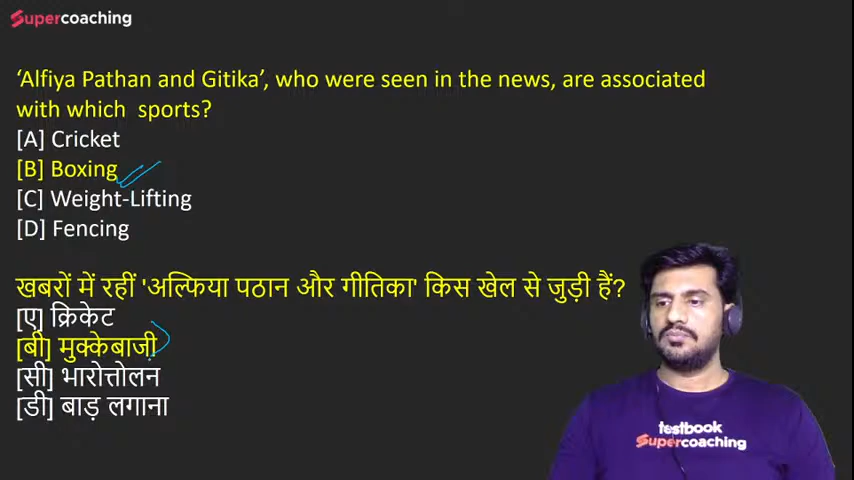 Supercoaching
'Alfiya Pathan and Gitika', who were seen in the news, are associated
with which sports?
[A] Cricket
[B] Boxing
[C] Weight-Lifting
[D] Fencing
खबरों में रहीं 'अल्फिया पठान और गीतिका' किस खेल से जुड़ी हैं?
[ए] क्रिकेट
[बी] मुक्केबाजी
[सी] भारोत्तोलन
[डी] बाड़ लगाना
testbook
Supercoaching